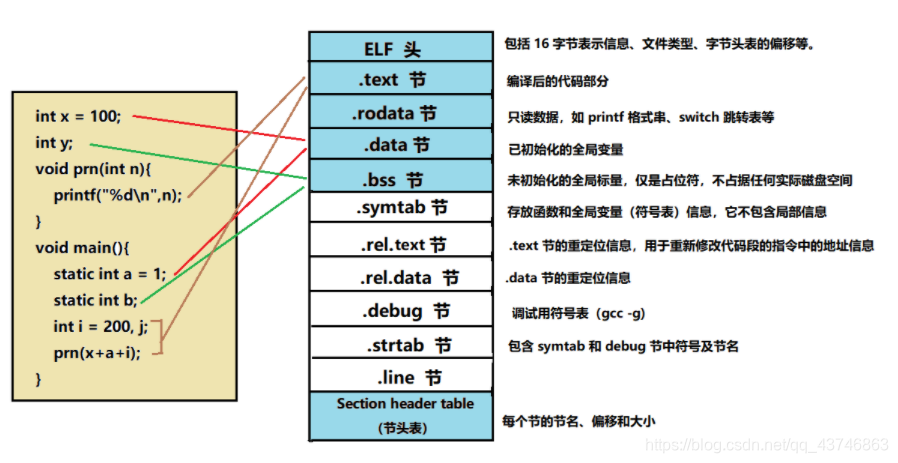 int x = 100;
int y;
void prn(int n){
printf("%d\n",n);
}
void main(){
static int a = 1;
static int b;
int i = 200, j;
prn(x+a+i);
}
ELF 头
包括 16 字节表示信息、文件类型、字节头表的偏移等。
.text 节
编译后的代码部分
.rodata 节
只读数据，如 printf 格式串、switch 跳转表等
.data 节
已初始化的全局变量
.bss 节
未初始化的全局标量，仅是占位符，不占据任何实际磁盘空间
.symtab 节
存放函数和全局变量（符号表）信息，它不包含局部信息
.rel.text 节
.text 节的重定位信息，用于重新修改代码段的指令中的地址信息
.rel.data 节
.data 节的重定位信息
.debug 节
调试用符号表（gcc -g)
.strtab 节
包含 symtab 和 debug 节中符号及节名
.line 节
Section header table
（节头表）
每个节的节名、偏移和大小
https://blog.csdn.net/qq_43746863